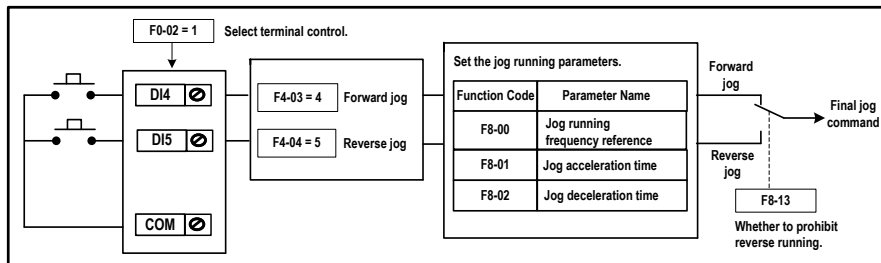 F0-02 = 1
Select terminal control.
DI4
DI5
COM
F4-03 = 4
Forward jog
F4-04 = 5
Reverse jog
Set the jog running parameters.
Function Code
Parameter Name
F8-00
Jog running
frequency reference
F8-01
Jog acceleration time
F8-02
Jog deceleration time
Forward
jog
Reverse
jog
Final jog
command
F8-13
Whether to prohibit
reverse running.